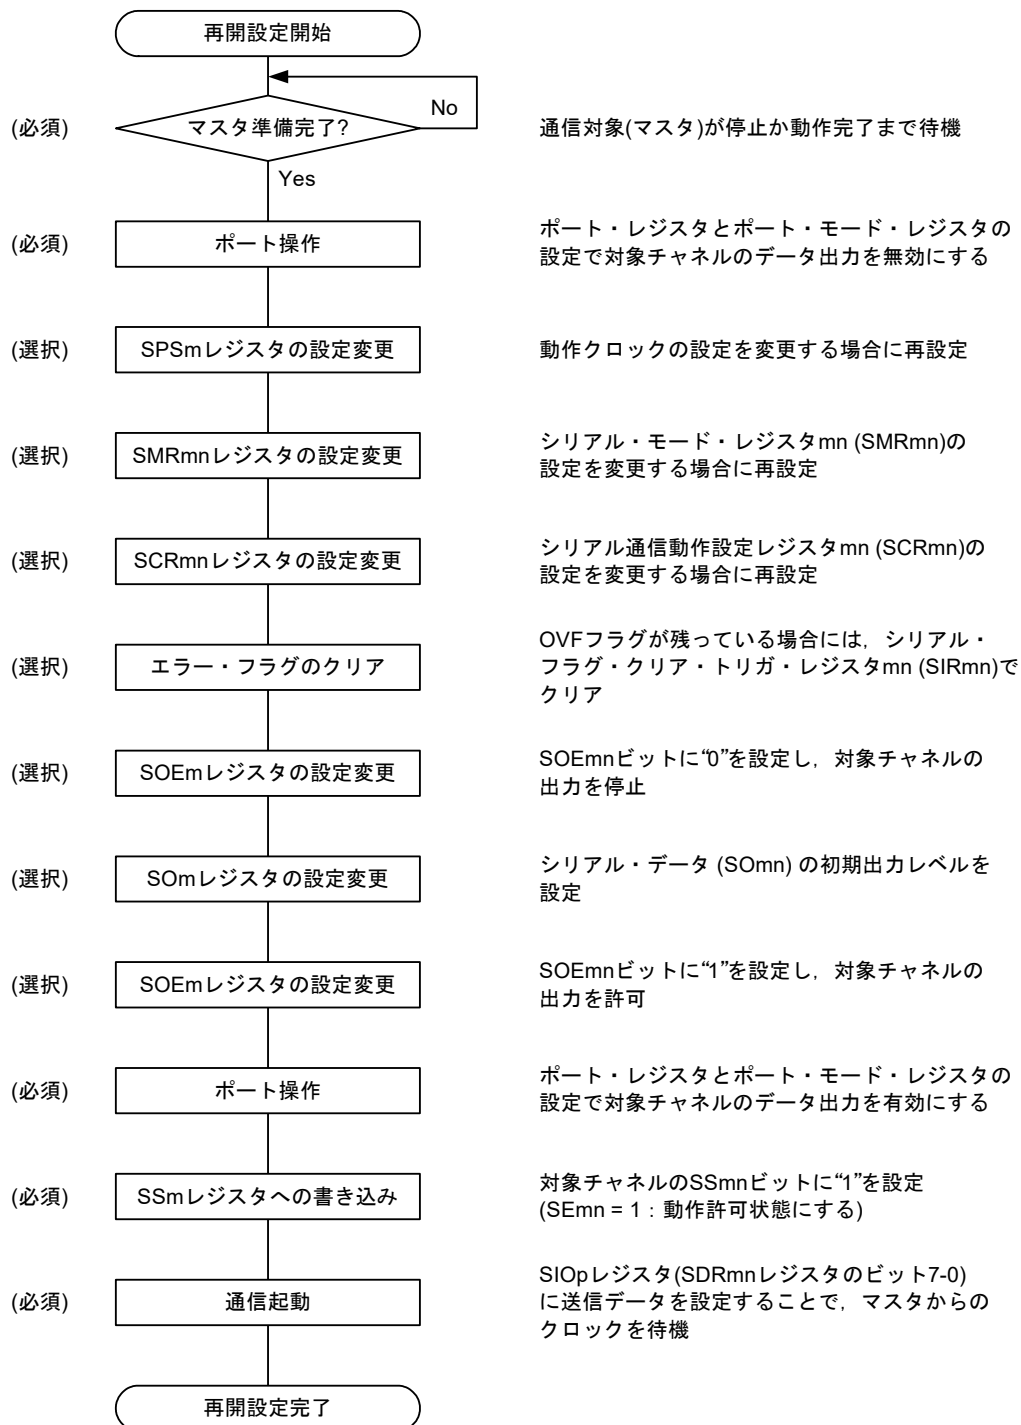 再開設定開始
No
(必須)
マスタ準備完了?
通信対象(マスタ)が停止か動作完了まで待機
Yes
(必須)
ポート操作
ポート・レジスタとポート・モード・レジスタの
設定で対象チャネルのデータ出力を無効にする
(選択)
SPSmレジスタの設定変更
動作クロックの設定を変更する場合に再設定
(選択)
SMRmnレジスタの設定変更
シリアル・モード・レジスタmn (SMRmn)の
設定を変更する場合に再設定
(選択)
SCRmnレジスタの設定変更
シリアル通信動作設定レジスタmn (SCRmn)の
設定を変更する場合に再設定
(選択)
エラー・フラグのクリア
OVFフラグが残っている場合には，シリアル・
フラグ・クリア・トリガ・レジスタmn (SIRmn)で
クリア
(選択)
SOEmレジスタの設定変更
SOEmnビットに“0”を設定し，対象チャネルの
出力を停止
(選択)
SOmレジスタの設定変更
シリアル・データ (SOmn) の初期出力レベルを
設定
(選択)
SOEmレジスタの設定変更
SOEmnビットに“1”を設定し，対象チャネルの
出力を許可
(必須)
ポート操作
ポート・レジスタとポート・モード・レジスタの
設定で対象チャネルのデータ出力を有効にする
(必須)
SSmレジスタへの書き込み
対象チャネルのSSmnビットに“1”を設定
(SEmn = 1：動作許可状態にする)
(必須)
通信起動
SIOpレジスタ(SDRmnレジスタのビット7-0)
に送信データを設定することで，マスタからの
クロックを待機
再開設定完了